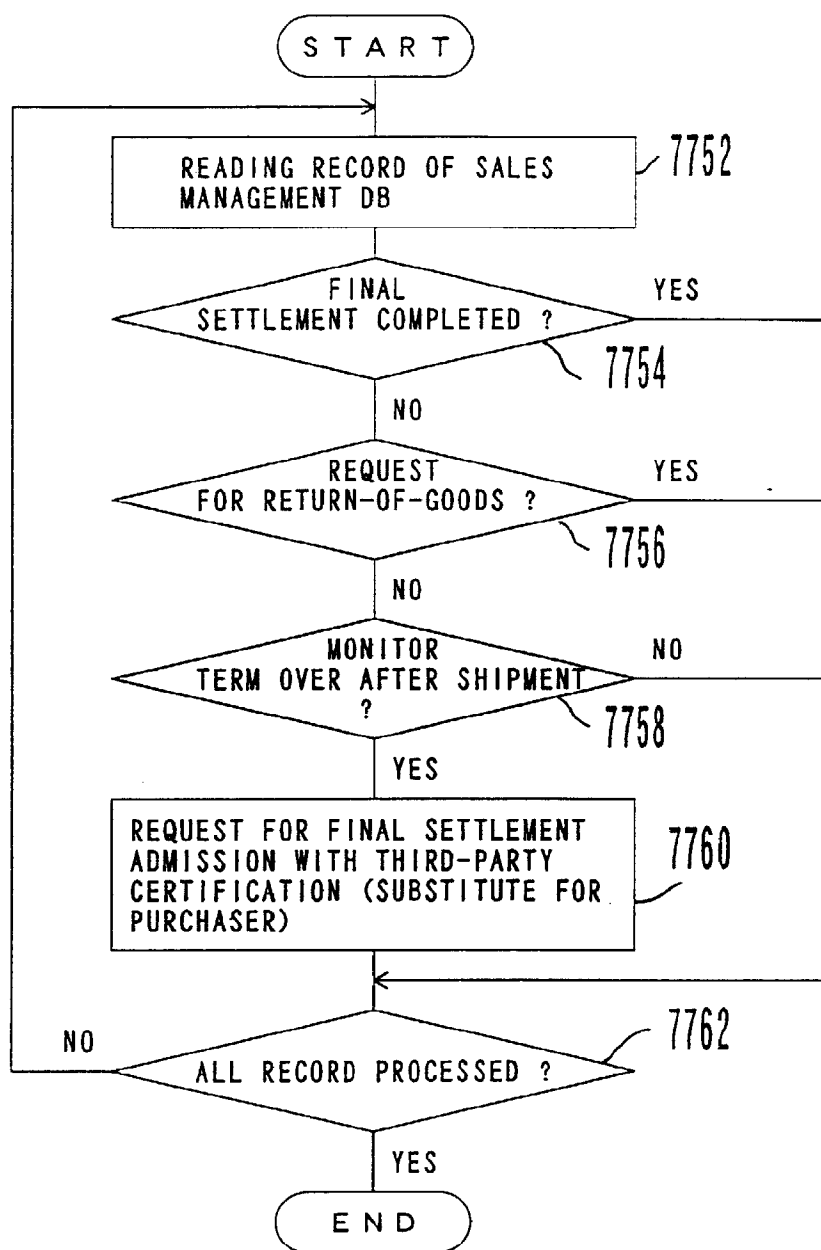 START
READING RECORD OF SALES
MANAGEMENT DB
7752
FINAL
SETTLEMENT COMPLETED ?
YES
7754
NO
REQUEST
FOR RETURN-OF-GOODS ?
YES
7756
NO
MONITOR
TERM OVER AFTER SHIPMENT
?
NO
7758
YES
REQUEST FOR FINAL SETTLEMENT
ADMISSION WITH THIRD-PARTY
CERTIFICATION (SUBSTITUTE FOR
PURCHASER)
7760
NO
ALL RECORD PROCESSED ?
7762
YES
END